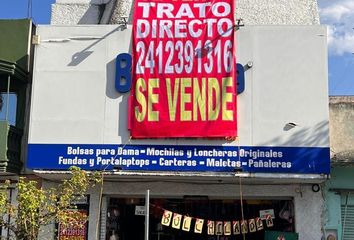 TRATO
DIRECTO
2412391316
SE VENDE
Bolsas para Dama - Mochilas y Loncheras Originales
Fundas y Portalaptops - Carteras - Maletas - Pañaleras